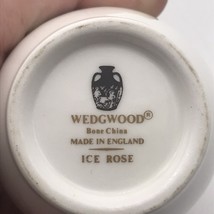 WEDGWOOD®
Bone China
MADE IN ENGLAND
ICE ROSE